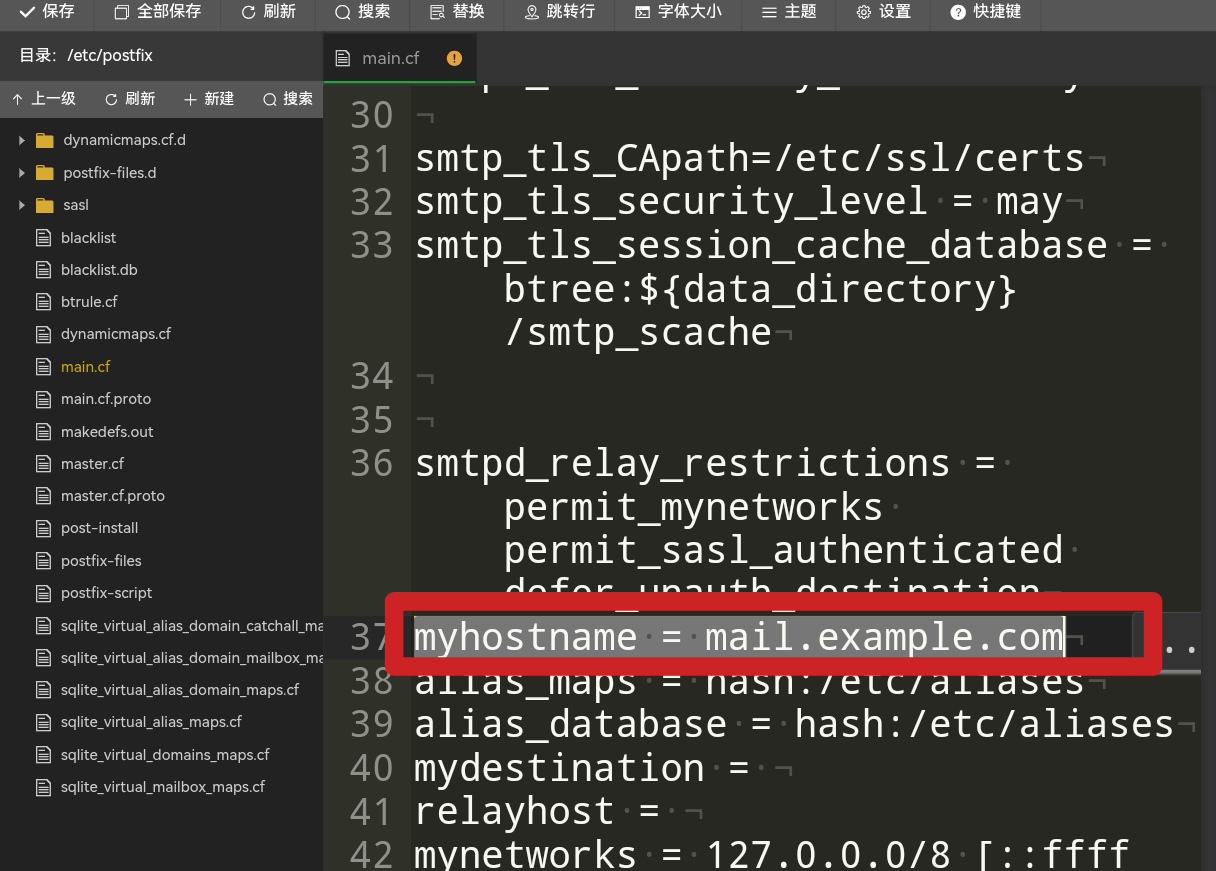 保存 全部保存 刷新 搜索 替换 跳转行 字体大小 主题 设置 快捷键
目录： /etc/postfix
main.cf
上一级 刷新 新建 搜索
dynamicmaps.cf.d
postfix-files.d
sasl
blacklist
blacklist.db
btrule.cf
dynamicmaps.cf
main.cf
main.cf.proto
makedefs.out
master.cf
master.cf.proto
post-install
postfix-files
postfix-script
sqlite_virtual_alias_domain_catchall_ma
sqlite_virtual_alias_domain_mailbox_ma
sqlite_virtual_alias_domain_maps.cf
sqlite_virtual_alias_maps.cf
sqlite_virtual_domains_maps.cf
sqlite_virtual_mailbox_maps.cf
30
31 smtp_tls_CApath=/etc/ssl/certs
32 smtp_tls_security_level = may
33 smtp_tls_session_cache_database =
btree:${data_directory}
/smtp_scache
34
35
36 smtpd_relay_restrictions =
permit_mynetworks
permit_sasl_authenticated
defer_unauth_destination
37 myhostname = mail.example.com
38 alias_maps = hash:/etc/aliases
39 alias_database = hash:/etc/aliases
40 mydestination =
41 relayhost =
42 mynetworks = 127.0.0.0/8 [::ffff